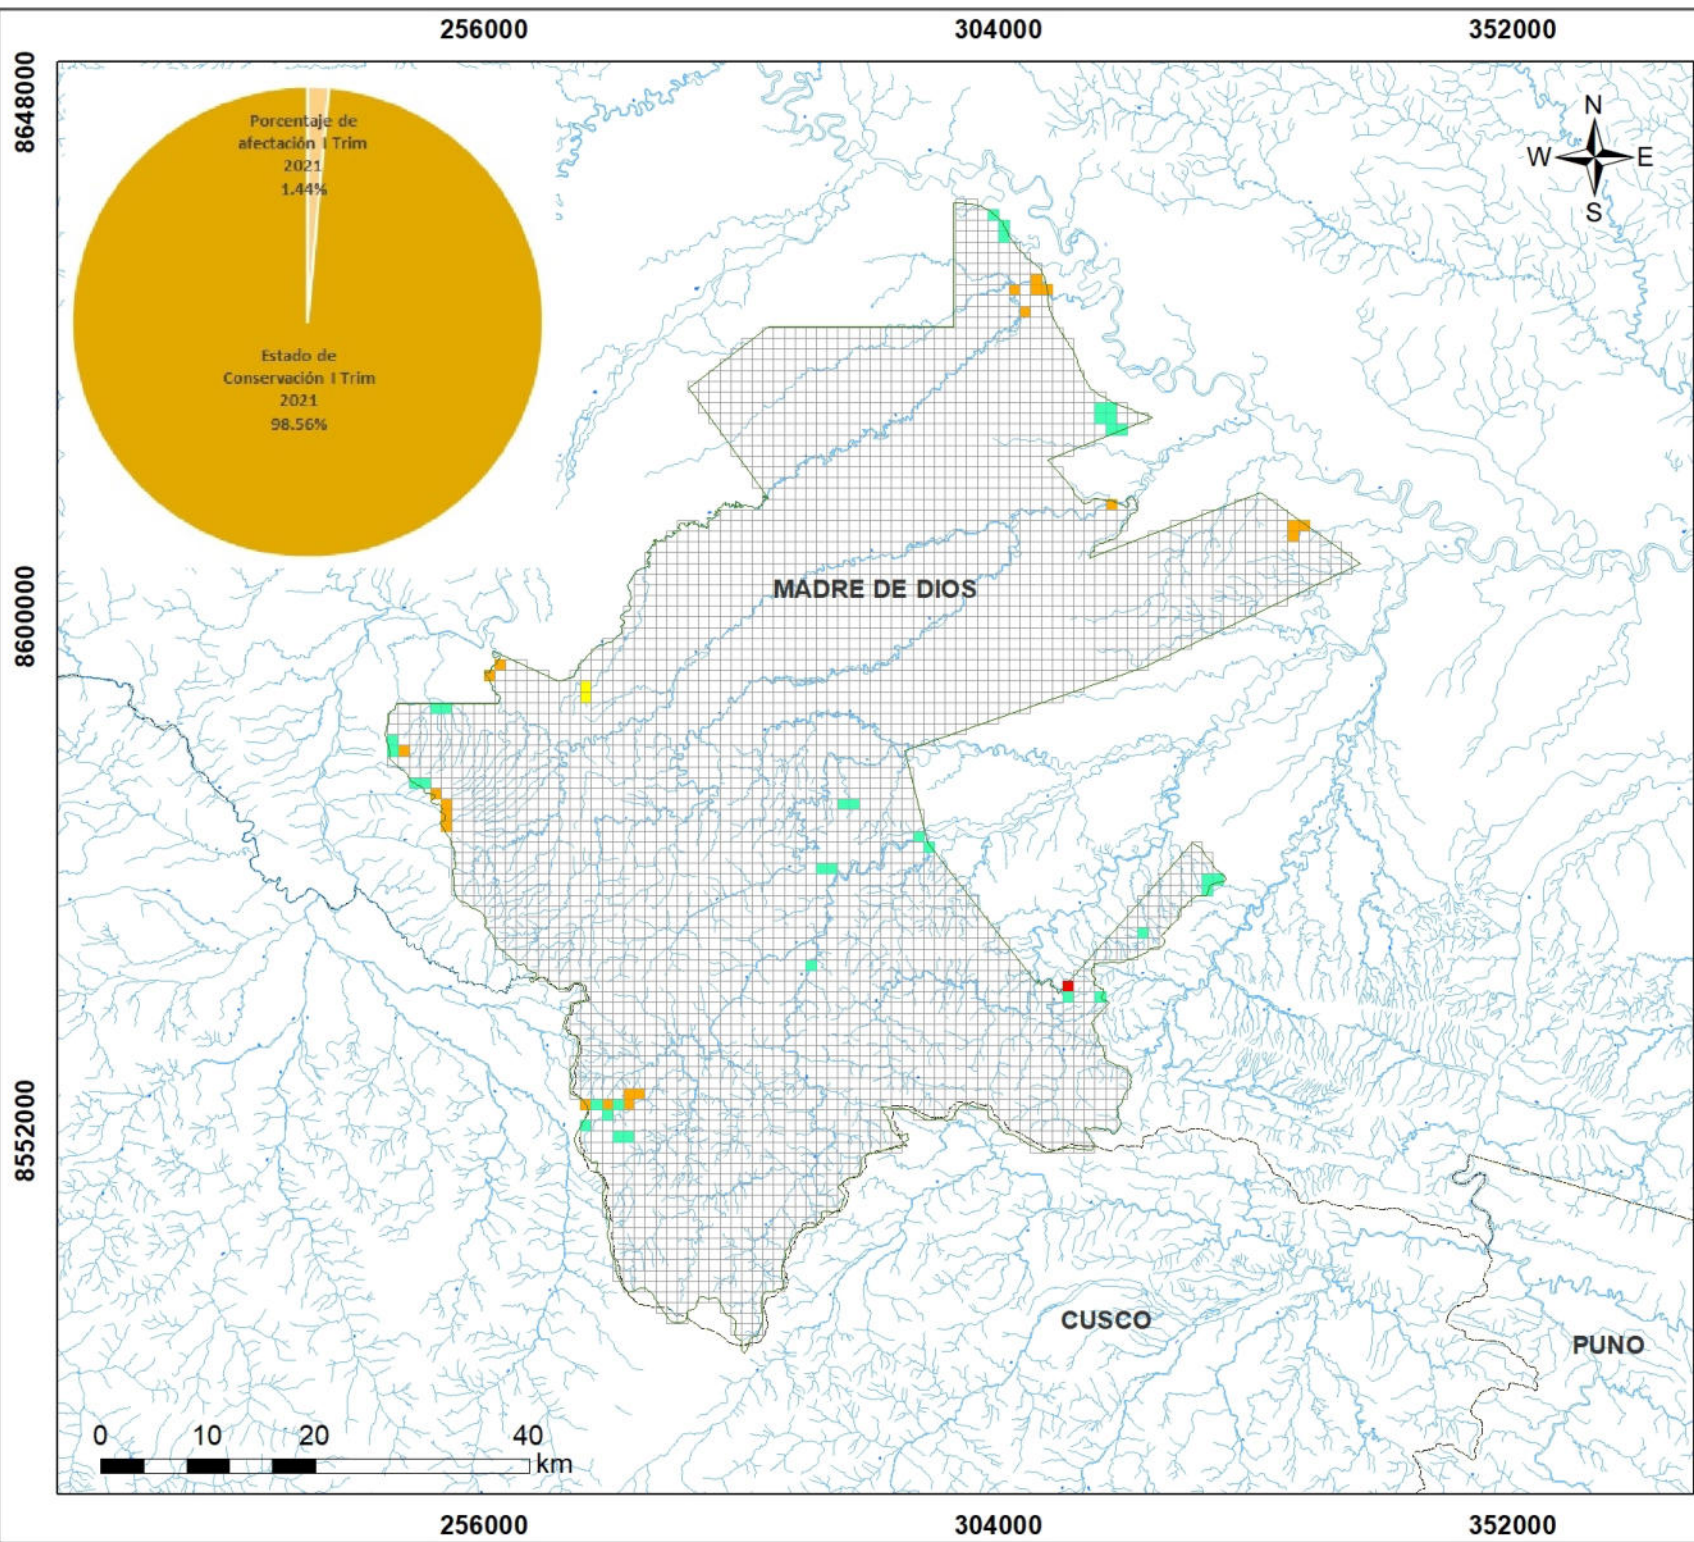 256000 304000 352000
8648000
N
W E
S
Porcentaje de
afectación I Trim
2021
1.44%
Estado de
Conservación I Trim
2021
98.56%
8600000
MADRE DE DIOS
8552000
CUSCO
PUNO
0 10 20 40
km
256000 304000 352000